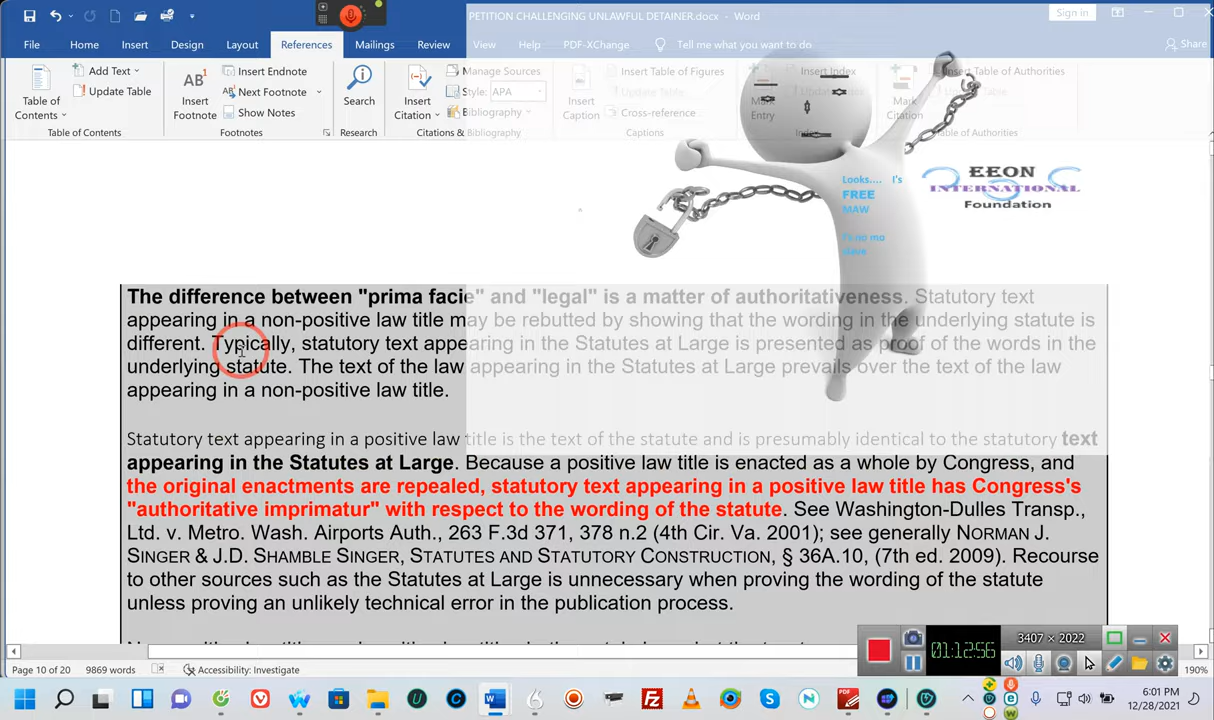 PETITION CHALLENGING UNLAWFUL DETAINER.docx - Word
Sign in
File Home Insert Design Layout References Mailings Review View Help PDF-XChange Tell me what you want to do Share
Table of Contents
Add Text
Update Table
Table of Contents
AB1 Insert Footnote
Insert Endnote
Next Footnote
Show Notes
Footnotes
Search
Research
Insert Citation
Manage Sources
Style: APA
Bibliography
Citations & Bibliography
Insert Caption
Insert Table of Figures
Update Table
Cross-reference
Captions
Mark Entry
Insert Index
Update Index
Index
Mark Citation
Insert Table of Authorities
Update Table
Table of Authorities
Looks.... I's
FREE
MAW
EEON
INTERNATIONAL
Foundation
The difference between "prima facie" and "legal" is a matter of authoritativeness. Statutory text
appearing in a non-positive law title may be rebutted by showing that the wording in the underlying statute is
different. Typically, statutory text appearing in the Statutes at Large is presented as proof of the words in the
underlying statute. The text of the law appearing in the Statutes at Large prevails over the text of the law
appearing in a non-positive law title.
Statutory text appearing in a positive law title is the text of the statute and is presumably identical to the statutory text
appearing in the Statutes at Large. Because a positive law title is enacted as a whole by Congress, and
the original enactments are repealed, statutory text appearing in a positive law title has Congress's
"authoritative imprimatur" with respect to the wording of the statute. See Washington-Dulles Transp.,
Ltd. v. Metro. Wash. Airports Auth., 263 F.3d 371, 378 n.2 (4th Cir. Va. 2001); see generally NORMAN J.
SINGER & J.D. SHAMBLE SINGER, STATUTES AND STATUTORY CONSTRUCTION, § 36A.10, (7th ed. 2009). Recourse
to other sources such as the Statutes at Large is unnecessary when proving the wording of the statute
unless proving an unlikely technical error in the publication process.
01:12:56
3407 × 2022
Page 10 of 20 9869 words Accessibility: Investigate 190%
6:01 PM
12/28/2021